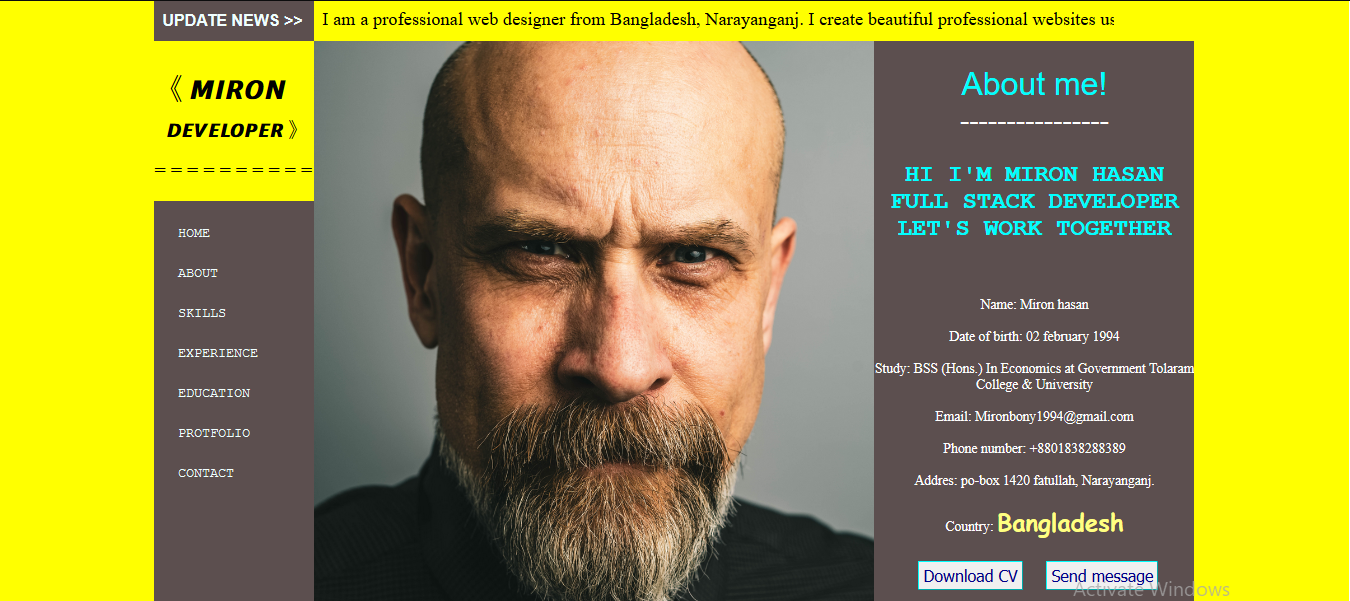 UPDATE NEWS >> I am a professional web designer from Bangladesh, Narayanganj. I create beautiful professional websites us
《 MIRON
DEVELOPER 》
= = = = = = = = = =
HOME
ABOUT
SKILLS
EXPERIENCE
EDUCATION
PROTFOLIO
CONTACT
About me!
----------------
HI I'M MIRON HASAN
FULL STACK DEVELOPER
LET'S WORK TOGETHER
Name: Miron hasan
Date of birth: 02 february 1994
Study: BSS (Hons.) In Economics at Government Tolaram
College & University
Email: Mironbony1994@gmail.com
Phone number: +8801838288389
Addres: po-box 1420 fatullah, Narayanganj.
Country: Bangladesh
Download CV Send message
Activate Windows